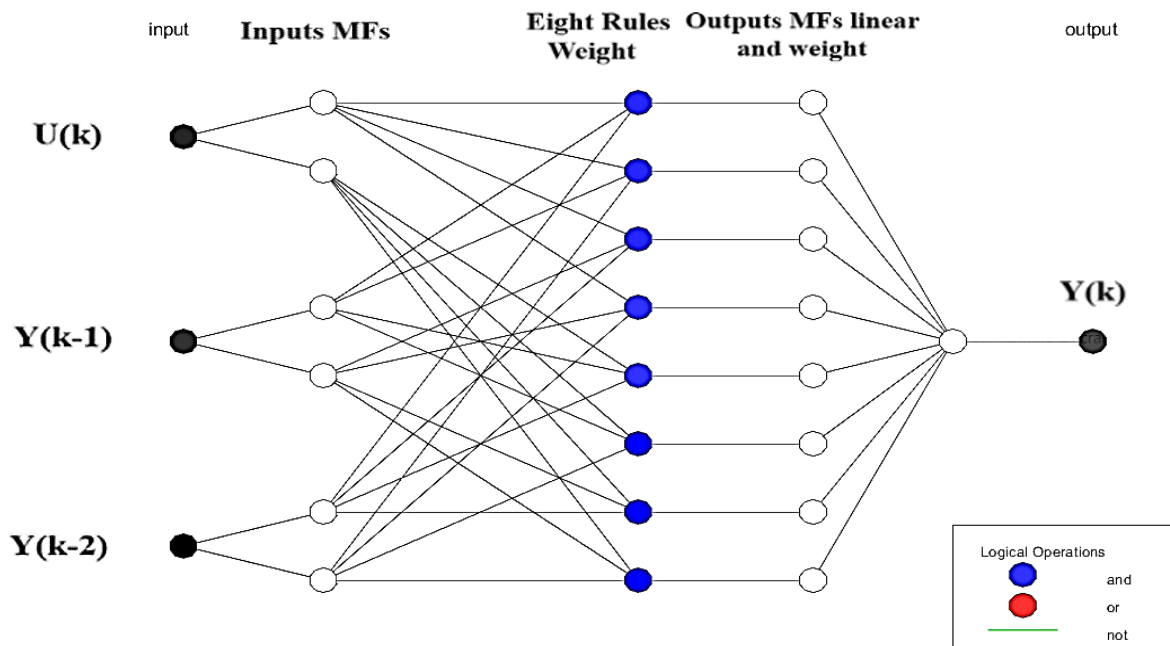 input
Inputs MFs
Eight Rules
Weight
Outputs MFs linear
and weight
output
U(k)
Y(k-1)
Y(k-2)
Y(k)
Logical Operations
and
or
not